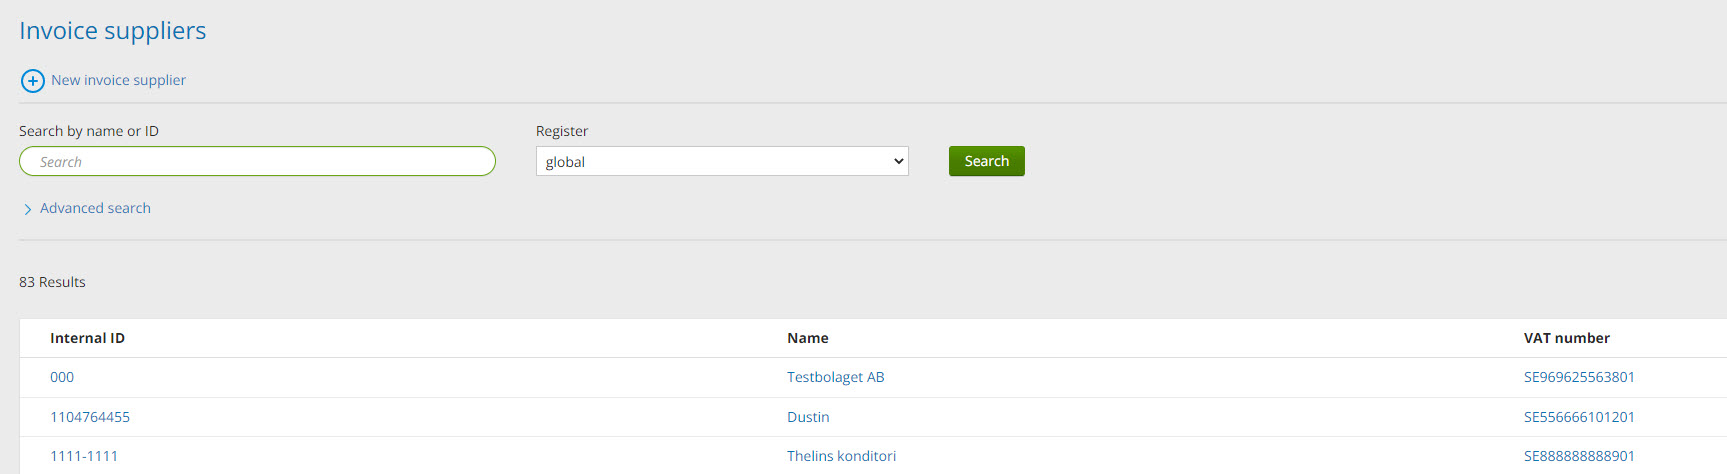 Invoice suppliers
New invoice supplier
Search by name or ID Register
Search global Search
Advanced search
83 Results
Internal ID Name VAT number
000 Testbolaget AB SE969625563801
1104764455 Dustin SE556666101201
1111-1111 Thelins konditori SE888888888901